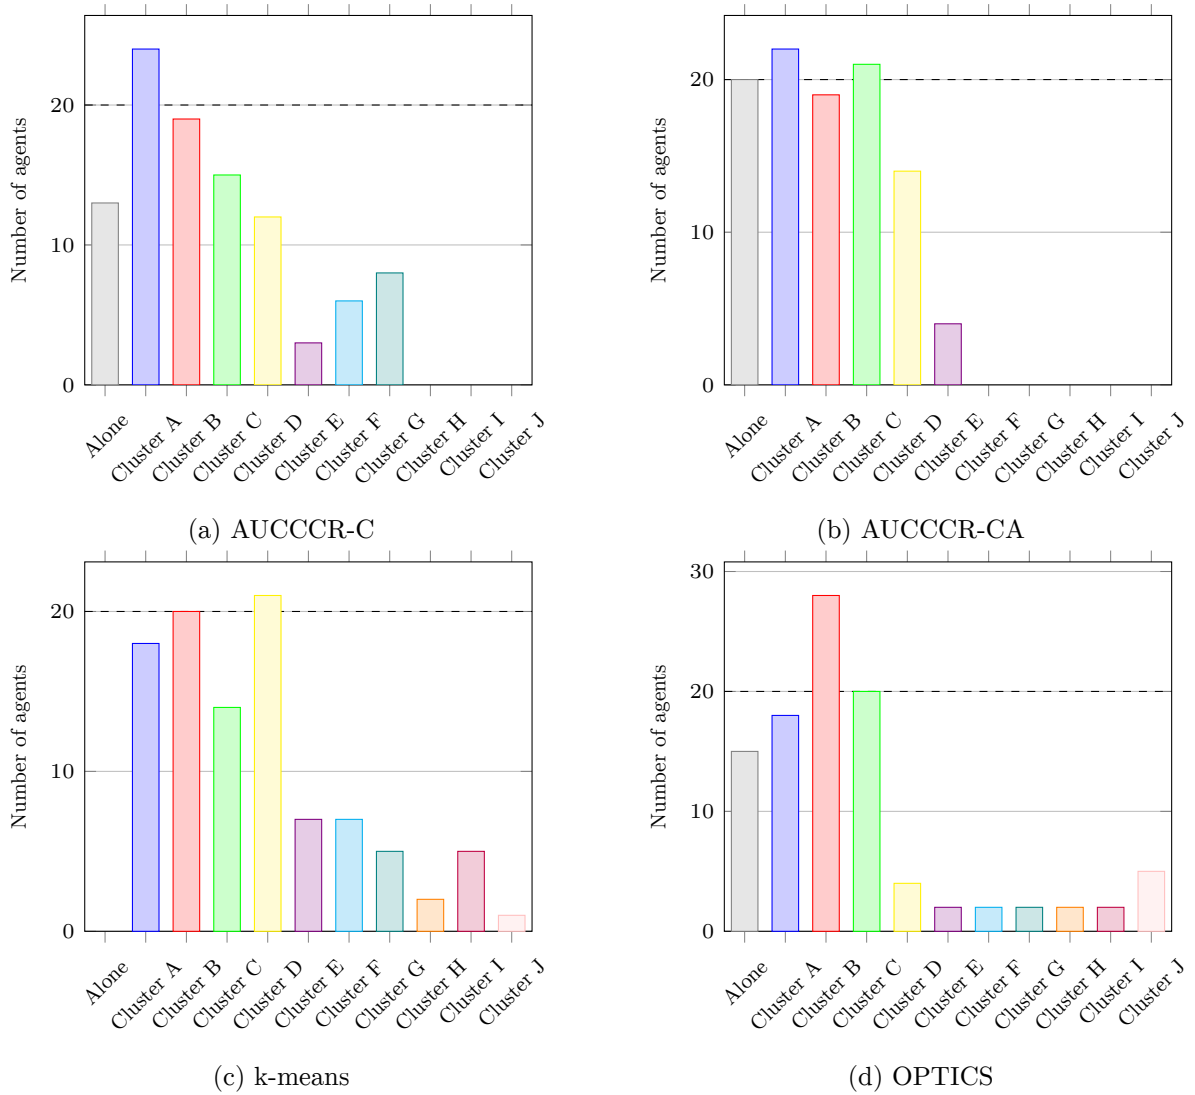 Number of agents
20
10
0
Alone
Cluster A
Cluster B
Cluster C
Cluster D
Cluster E
Cluster F
Cluster G
Cluster H
Cluster I
Cluster J
(a) AUCCCR-C
Number of agents
20
10
0
Alone
Cluster A
Cluster B
Cluster C
Cluster D
Cluster E
Cluster F
Cluster G
Cluster H
Cluster I
Cluster J
(b) AUCCCR-CA
Number of agents
20
10
0
Alone
Cluster A
Cluster B
Cluster C
Cluster D
Cluster E
Cluster F
Cluster G
Cluster H
Cluster I
Cluster J
(c) k-means
Number of agents
30
20
10
0
Alone
Cluster A
Cluster B
Cluster C
Cluster D
Cluster E
Cluster F
Cluster G
Cluster H
Cluster I
Cluster J
(d) OPTICS